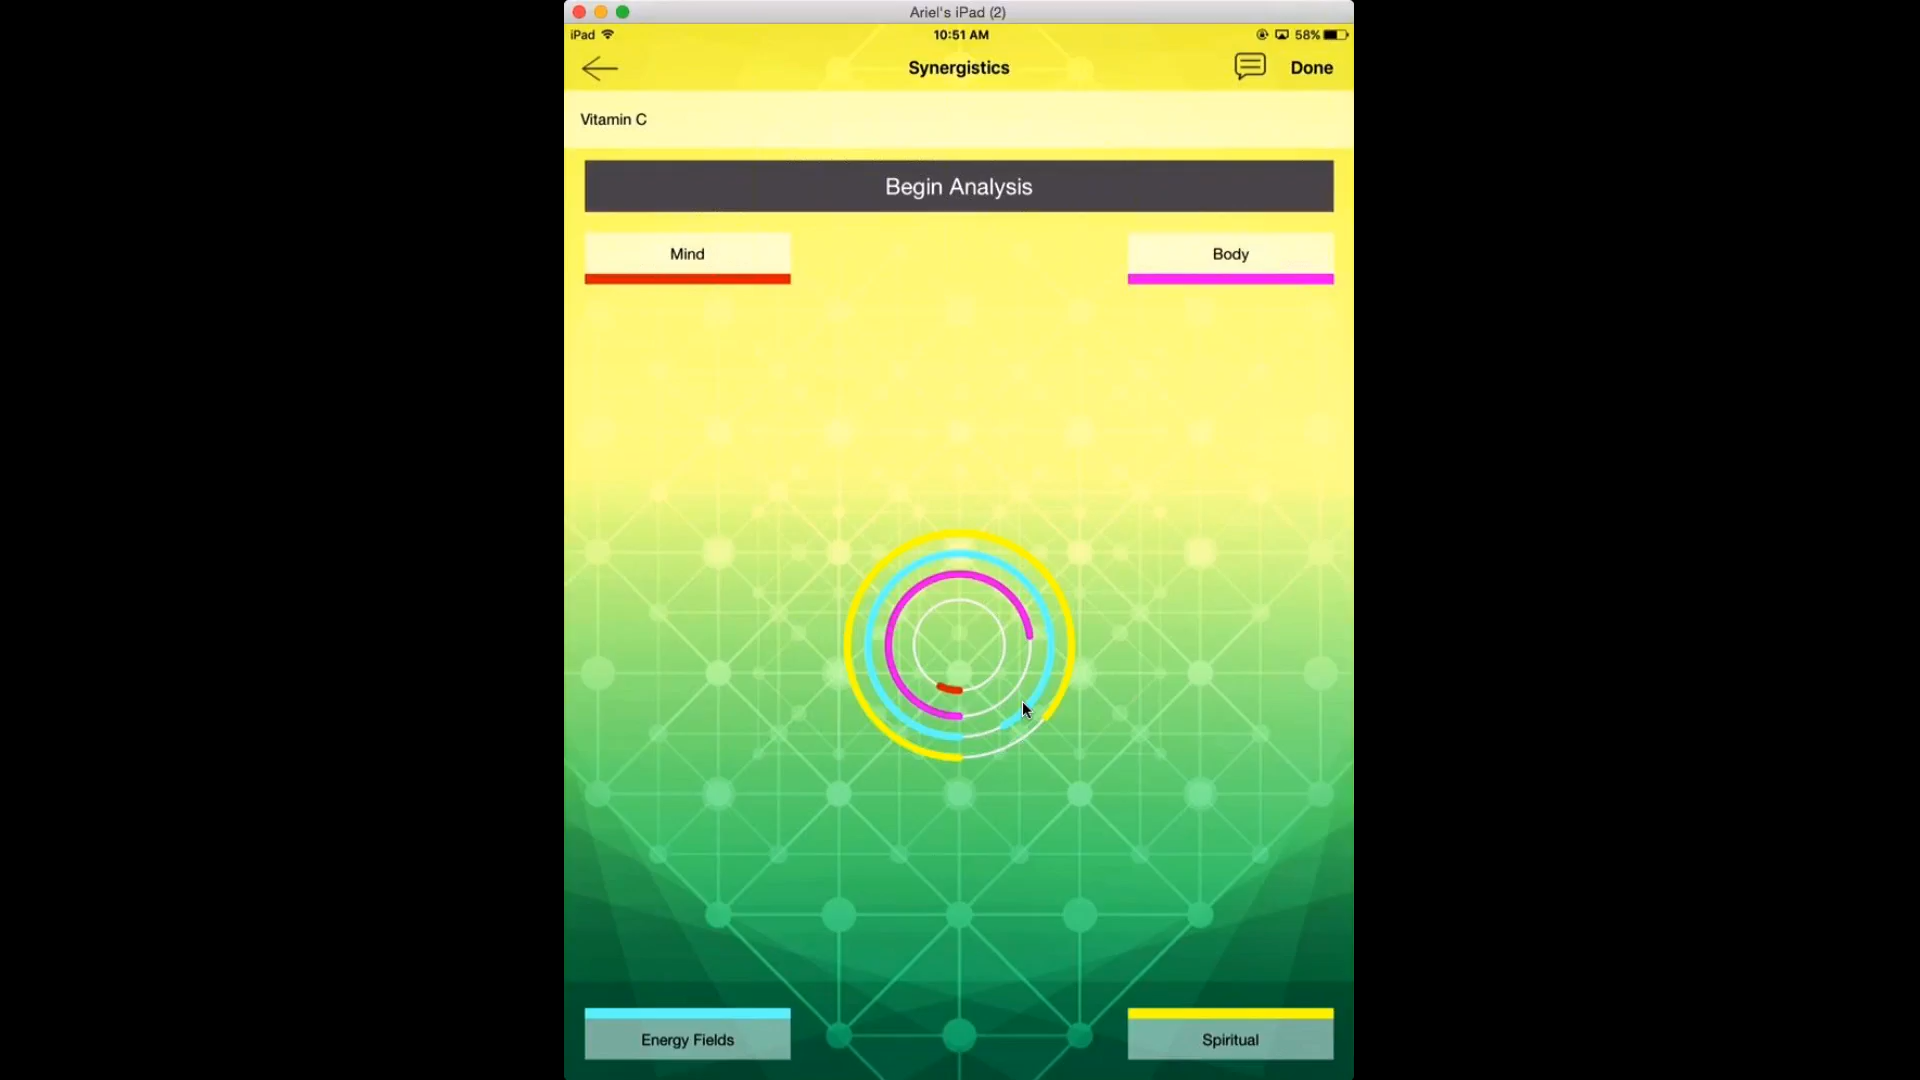 Ariel's iPad (2)
iPad 10:51 AM 58%
Synergistics Done
Vitamin C
Begin Analysis
Mind Body
Energy Fields Spiritual